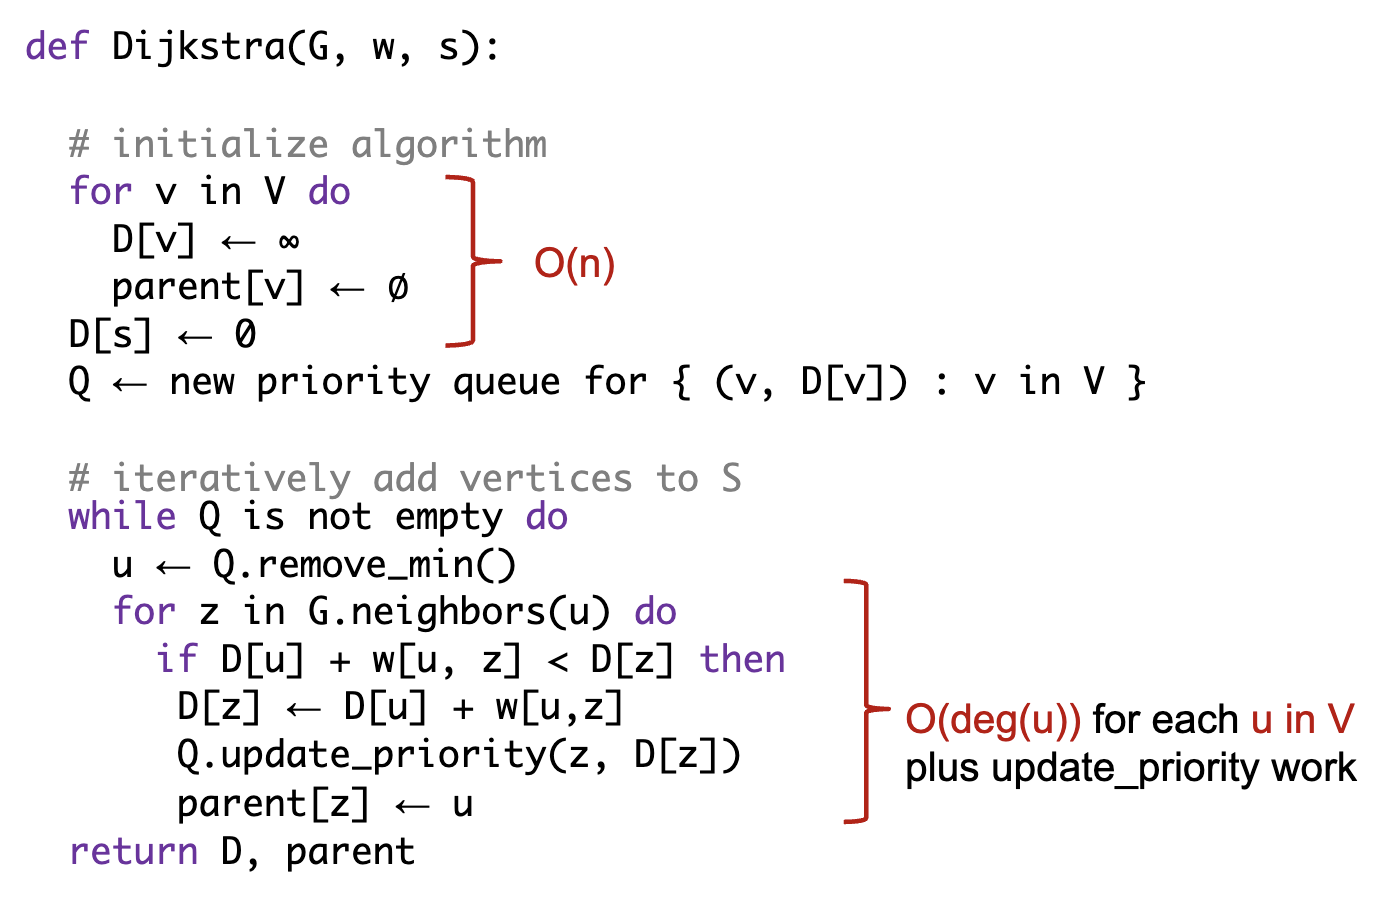 def Dijkstra(G, w, s):
# initialize algorithm
for v in V do
D[v] ← ∞
parent[v] ← ∅
D[s] ← 0
O(n)
Q ← new priority queue for { (v, D[v]) : v in V }
# iteratively add vertices to S
while Q is not empty do
u ← Q.remove_min()
for z in G.neighbors(u) do
if D[u] + w[u, z] < D[z] then
D[z] ← D[u] + w[u,z]
Q.update_priority(z, D[z])
parent[z] ← u
O(deg(u)) for each u in V
plus update_priority work
return D, parent